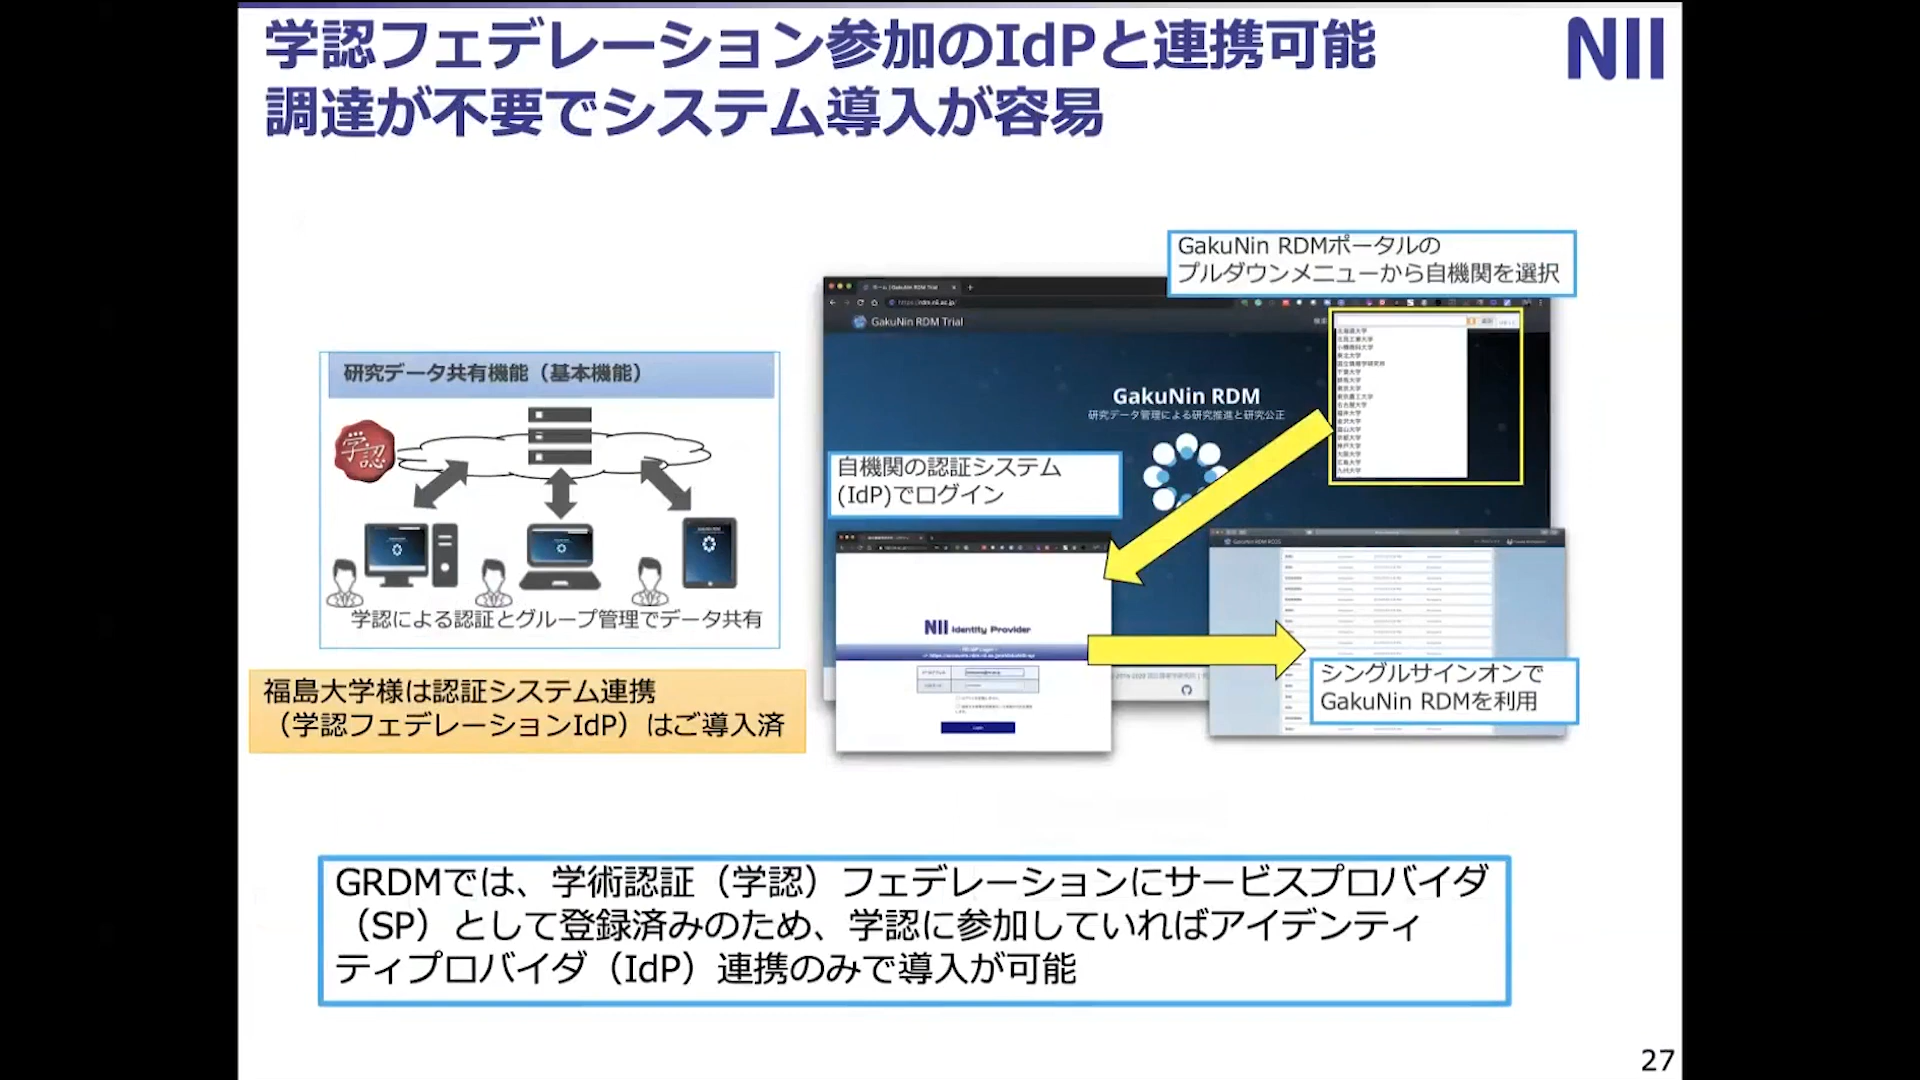 学認フェデレーション参加のIdPと連携可能
調達が不要でシステム導入が容易
NII
GakuNin RDMポータルの
プルダウンメニューから自機関を選択
GakuNin RDM Trial
GakuNin RDM
研究データ管理による研究推進と研究公正
研究データ共有機能（基本機能）
学認
学認による認証とグループ管理でデータ共有
自機関の認証システム
(IdP)でログイン
NII Identity Provider
シングルサインオンで
GakuNin RDMを利用
福島大学様は認証システム連携
（学認フェデレーションIdP）はご導入済
GRDMでは、学術認証（学認）フェデレーションにサービスプロバイダ
（SP）として登録済みのため、学認に参加していればアイデンティ
ティプロバイダ（IdP）連携のみで導入が可能
27